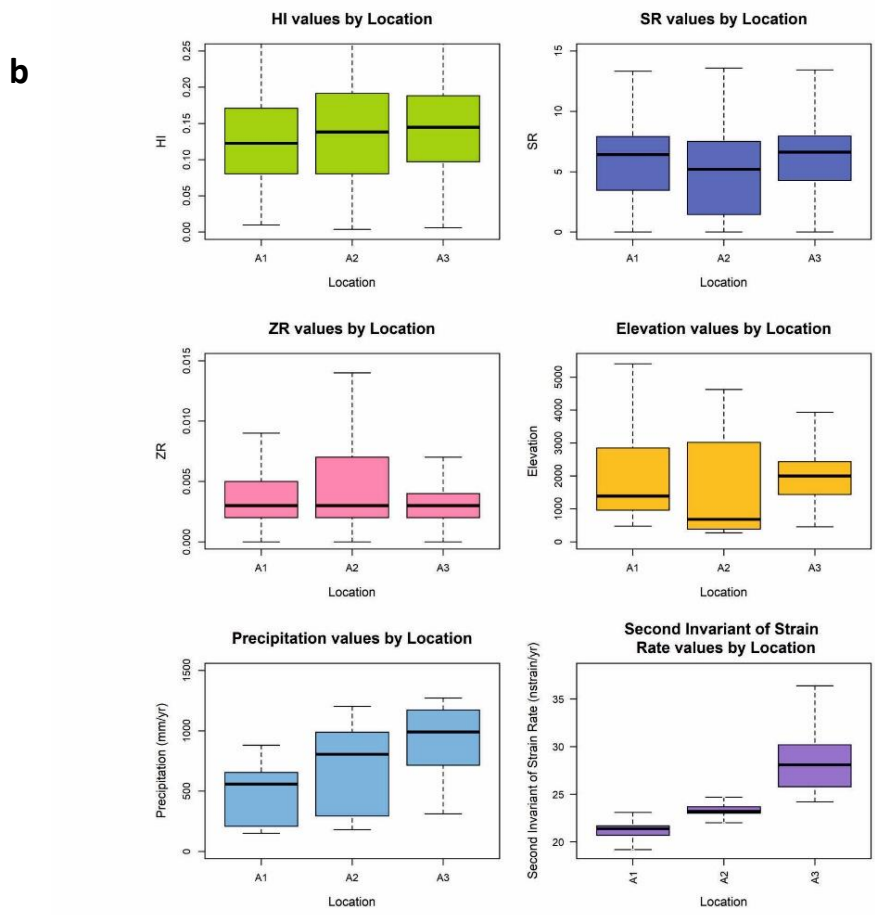 b
HI values by Location
HI
0.00
0.05
0.10
0.15
0.20
0.25
A1
A2
A3
Location
SR values by Location
SR
0
5
10
15
A1
A2
A3
Location
ZR values by Location
ZR
0.000
0.005
0.010
0.015
A1
A2
A3
Location
Elevation values by Location
Elevation
0
1000
2000
3000
4000
5000
A1
A2
A3
Location
Precipitation values by Location
Precipitation (mm/yr)
0
500
1000
1500
A1
A2
A3
Location
Second Invariant of Strain
Rate values by Location
Second Invariant of Strain Rate (nstrain/yr)
20
25
30
35
A1
A2
A3
Location